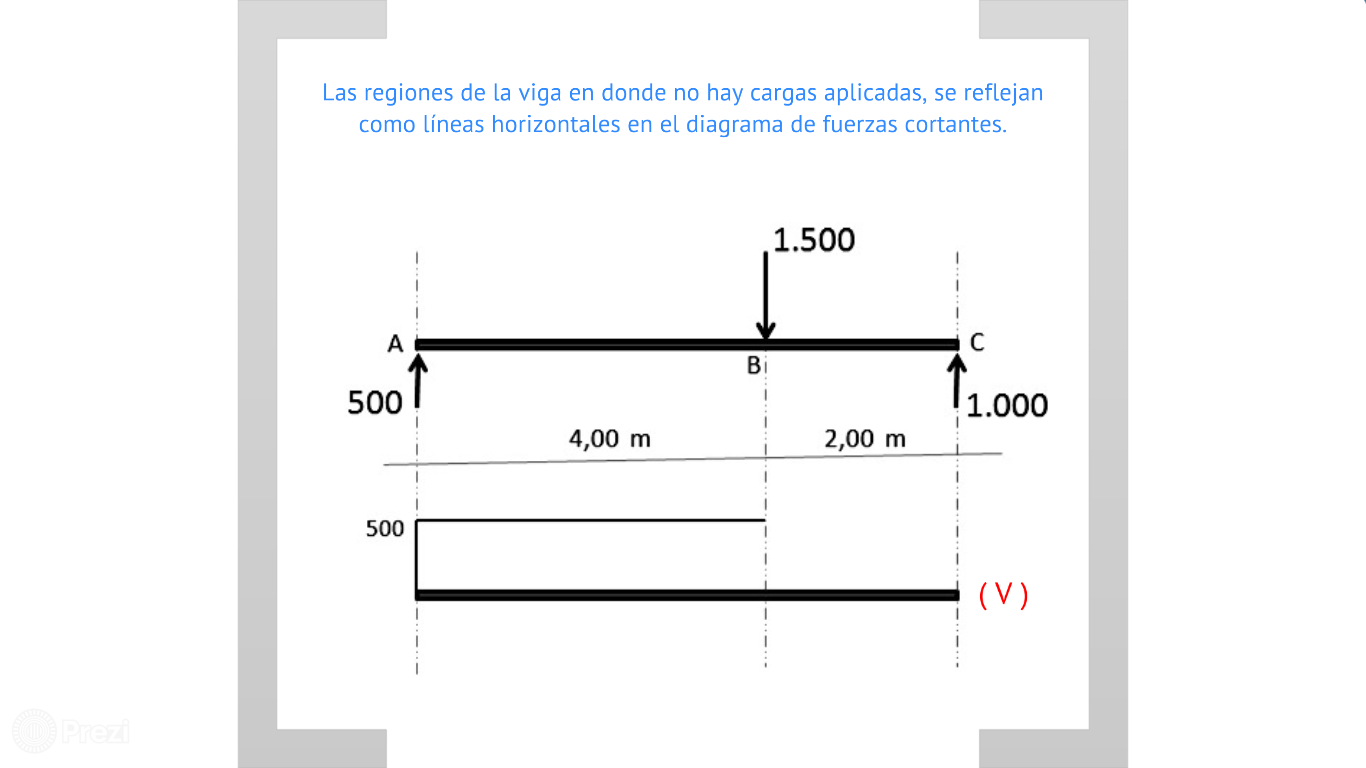 Las regiones de la viga en donde no hay cargas aplicadas, se reflejan
como líneas horizontales en el diagrama de fuerzas cortantes.
1.500
A
C
B
500
1.000
4,00 m
2,00 m
500
( V )
Prezi